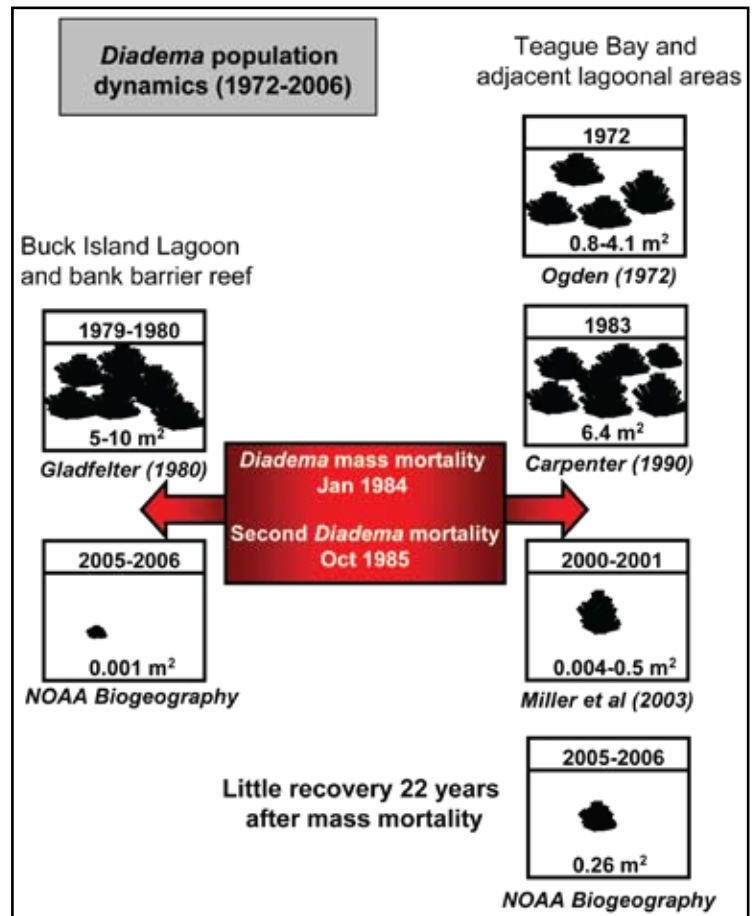 Diadema population
dynamics (1972-2006)
Teague Bay and
adjacent lagoonal areas
1972
0.8-4.1 m²
Ogden (1972)
Buck Island Lagoon
and bank barrier reef
1979-1980
5-10 m²
Gladfelter (1980)
1983
6.4 m²
Carpenter (1990)
Diadema mass mortality
Jan 1984
Second Diadema mortality
Oct 1985
2005-2006
0.001 m²
NOAA Biogeography
2000-2001
0.004-0.5 m²
Miller et al (2003)
Little recovery 22 years
after mass mortality
2005-2006
0.26 m²
NOAA Biogeography